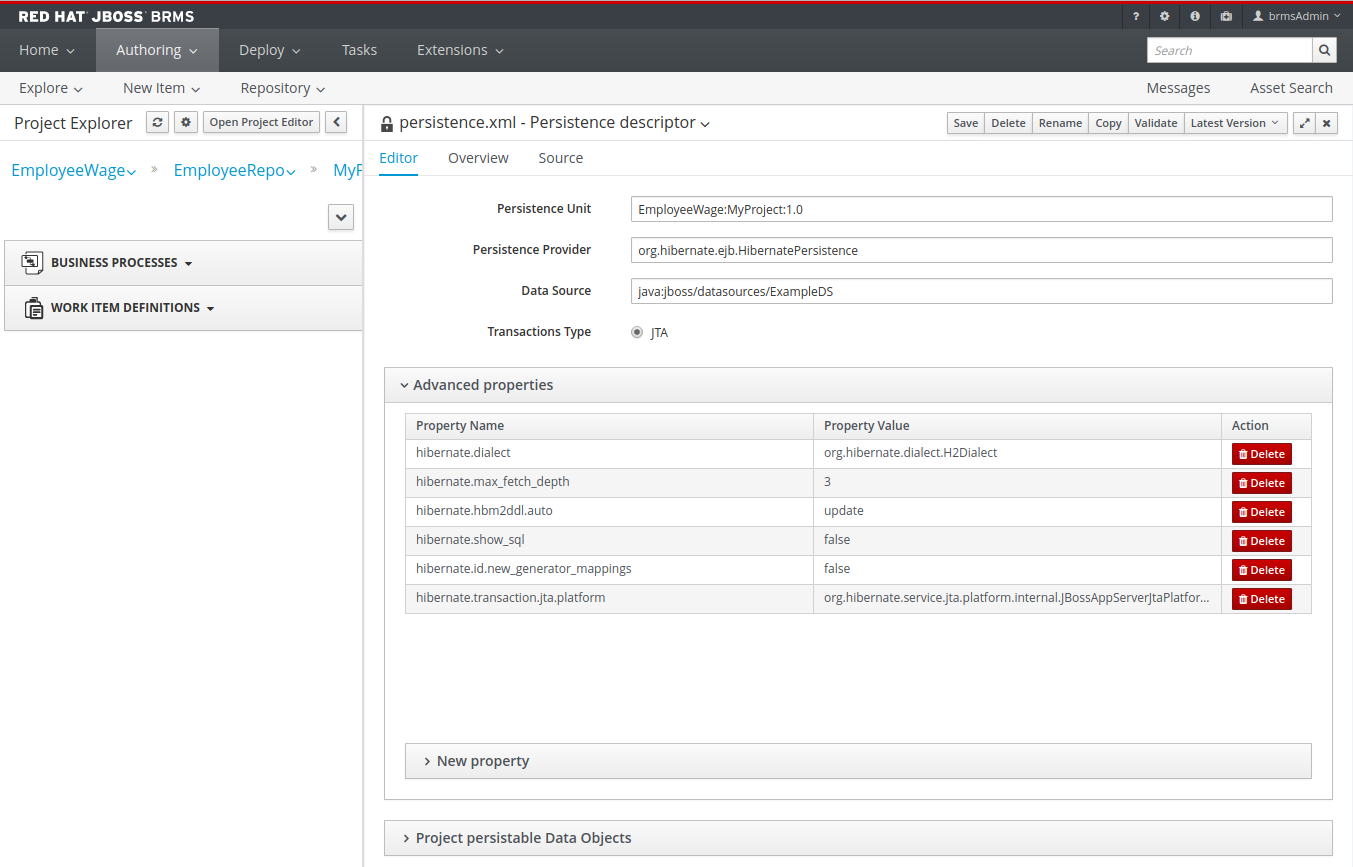 RED HAT JBOSS BRMS
? brmsAdmin
Home Authoring Deploy Tasks Extensions Search
Explore New Item Repository Messages Asset Search
Project Explorer Open Project Editor
EmployeeWage » EmployeeRepo »
BUSINESS PROCESSES
WORK ITEM DEFINITIONS
persistence.xml - Persistence descriptor Save Delete Rename Copy Validate Latest Version
Editor Overview Source
Persistence Unit EmployeeWage:MyProject:1.0
Persistence Provider org.hibernate.ejb.HibernatePersistence
Data Source java:jboss/datasources/ExampleDS
Transactions Type JTA
Advanced properties
Property Name Property Value Action
hibernate.dialect org.hibernate.dialect.H2Dialect Delete
hibernate.max_fetch_depth 3 Delete
hibernate.hbm2ddl.auto update Delete
hibernate.show_sql false Delete
hibernate.id.new_generator_mappings false Delete
hibernate.transaction.jta.platform org.hibernate.service.jta.platform.internal.JBossAppServerJtaPlatfor... Delete
New property
Project persistable Data Objects